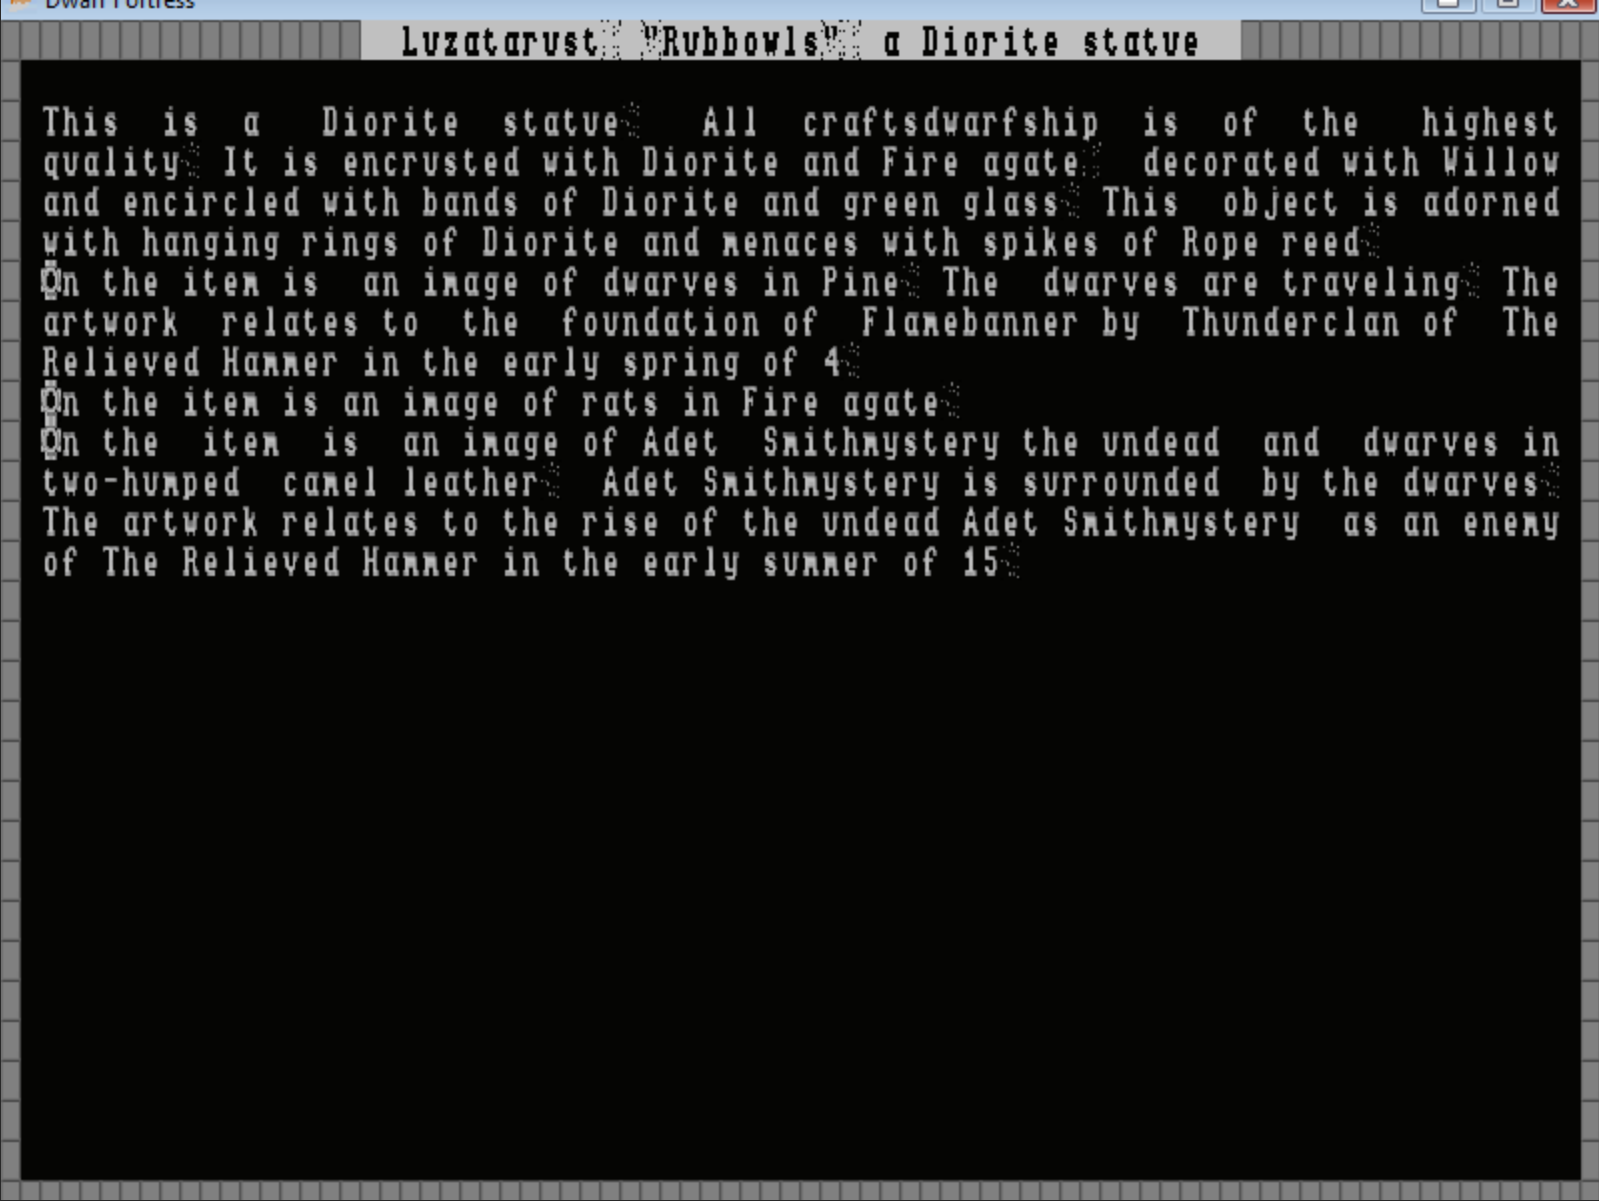 Dwarf Fortress
Luzatarust, "Rubbowls", a Diorite statue
This is a Diorite statue. All craftsdwarfship is of the highest
quality. It is encrusted with Diorite and Fire agate, decorated with Willow
and encircled with bands of Diorite and green glass. This object is adorned
with hanging rings of Diorite and menaces with spikes of Rope reed.
On the item is an image of dwarves in Pine. The dwarves are traveling. The
artwork relates to the foundation of Flamebanner by Thunderclan of The
Relieved Hammer in the early spring of 4.
On the item is an image of rats in Fire agate.
On the item is an image of Adet Smithmystery the undead and dwarves in
two-humped camel leather. Adet Smithmystery is surrounded by the dwarves.
The artwork relates to the rise of the undead Adet Smithmystery as an enemy
of The Relieved Hammer in the early summer of 15.